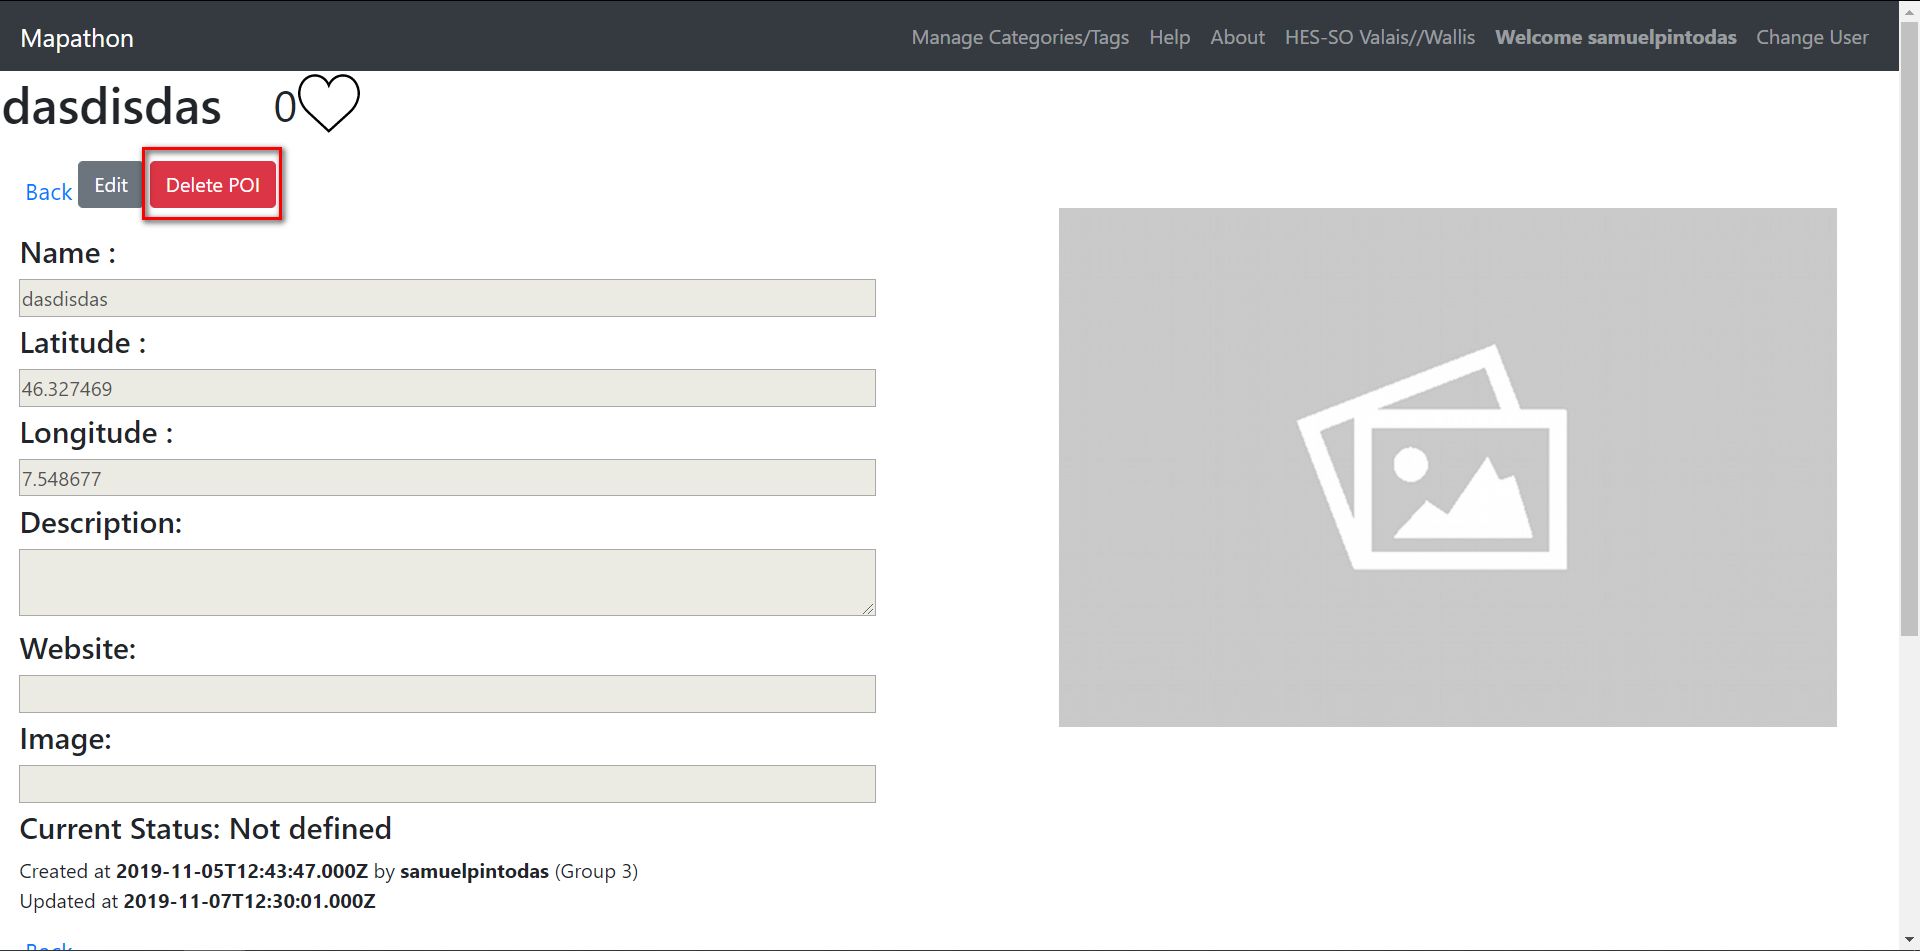 Mapathon
Manage Categories/Tags Help About HES-SO Valais//Wallis Welcome samuelpintodas Change User
dasdisdas 0
Back Edit Delete POI
Name :
dasdisdas
Latitude :
46.327469
Longitude :
7.548677
Description:
Website:
Image:
Current Status: Not defined
Created at 2019-11-05T12:43:47.000Z by samuelpintodas (Group 3)
Updated at 2019-11-07T12:30:01.000Z
Back